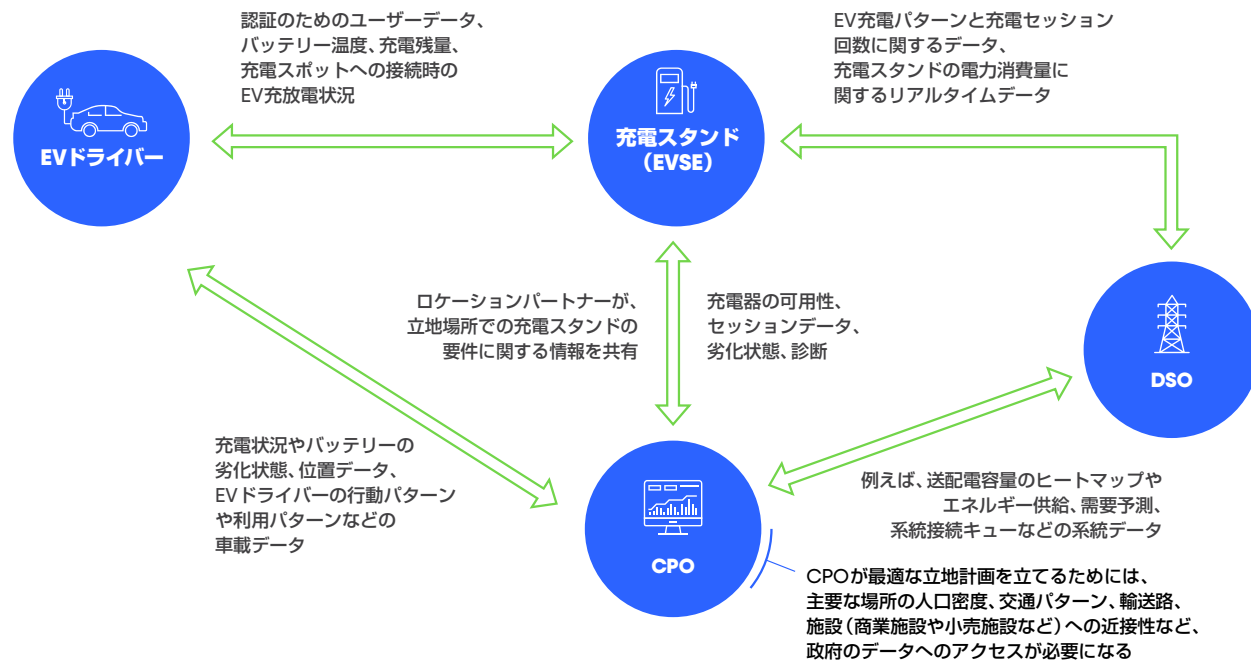 認証のためのユーザーデータ、
バッテリー温度、充電残量、
充電スポットへの接続時の
EV充放電状況
EV充電パターンと充電セッション
回数に関するデータ、
充電スタンドの電力消費量に
関するリアルタイムデータ
EVドライバー
充電スタンド
（EVSE）
ロケーションパートナーが、
立地場所での充電スタンドの
要件に関する情報を共有
充電器の可用性、
セッションデータ、
劣化状態、診断
DSO
充電状況やバッテリーの
劣化状態、位置データ、
EVドライバーの行動パターン
や利用パターンなどの
車載データ
CPO
例えば、送配電容量のヒートマップや
エネルギー供給、需要予測、
系統接続キューなどの系統データ
CPOが最適な立地計画を立てるためには、
主要な場所の人口密度、交通パターン、輸送路、
施設（商業施設や小売施設など）への近接性など、
政府のデータへのアクセスが必要になる